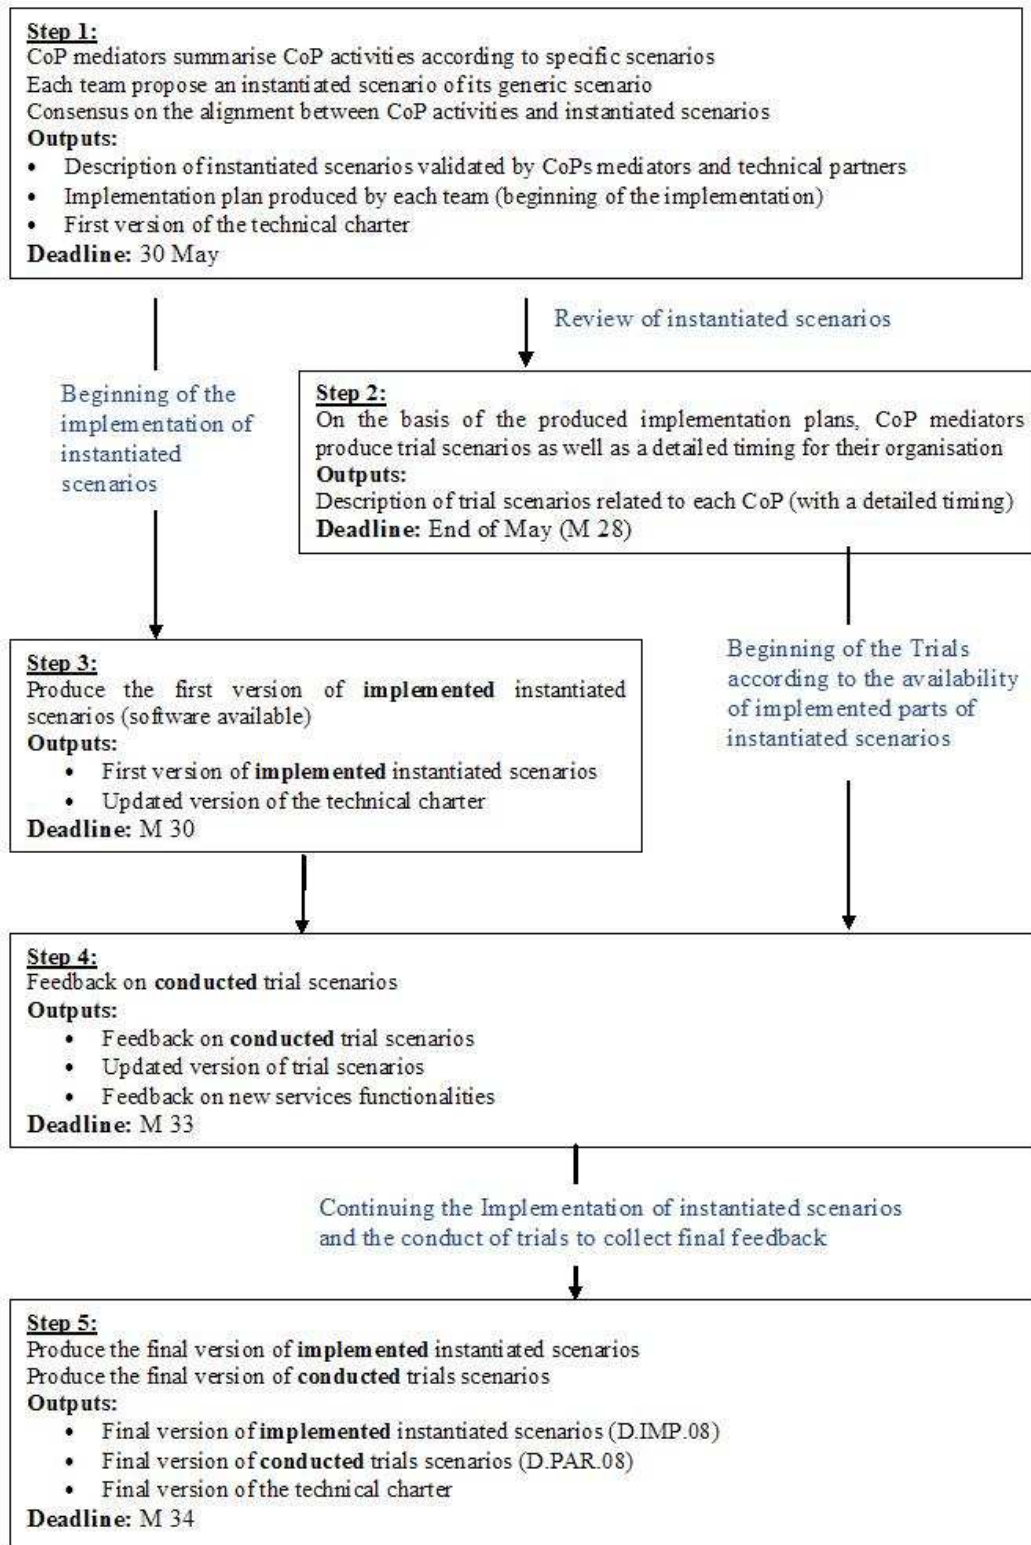 Step 1:
CoP mediators summarise CoP activities according to specific scenarios
Each team propose an instantiated scenario of its generic scenario
Consensus on the alignment between CoP activities and instantiated scenarios
Outputs:
• Description of instantiated scenarios validated by CoPs mediators and technical partners
• Implementation plan produced by each team (beginning of the implementation)
• First version of the technical charter
Deadline: 30 May
Review of instantiated scenarios
Beginning of the
implementation of
instantiated
scenarios
Step 2:
On the basis of the produced implementation plans, CoP mediators
produce trial scenarios as well as a detailed timing for their organisation
Outputs:
Description of trial scenarios related to each CoP (with a detailed timing)
Deadline: End of May (M 28)
Beginning of the Trials
according to the availability
of implemented parts of
instantiated scenarios
Step 3:
Produce the first version of implemented instantiated
scenarios (software available)
Outputs:
• First version of implemented instantiated scenarios
• Updated version of the technical charter
Deadline: M 30
Step 4:
Feedback on conducted trial scenarios
Outputs:
• Feedback on conducted trial scenarios
• Updated version of trial scenarios
• Feedback on new services functionalities
Deadline: M 33
Continuing the Implementation of instantiated scenarios
and the conduct of trials to collect final feedback
Step 5:
Produce the final version of implemented instantiated scenarios
Produce the final version of conducted trials scenarios
Outputs:
• Final version of implemented instantiated scenarios (D.IMP.08)
• Final version of conducted trials scenarios (D.PAR.08)
• Final version of the technical charter
Deadline: M 34